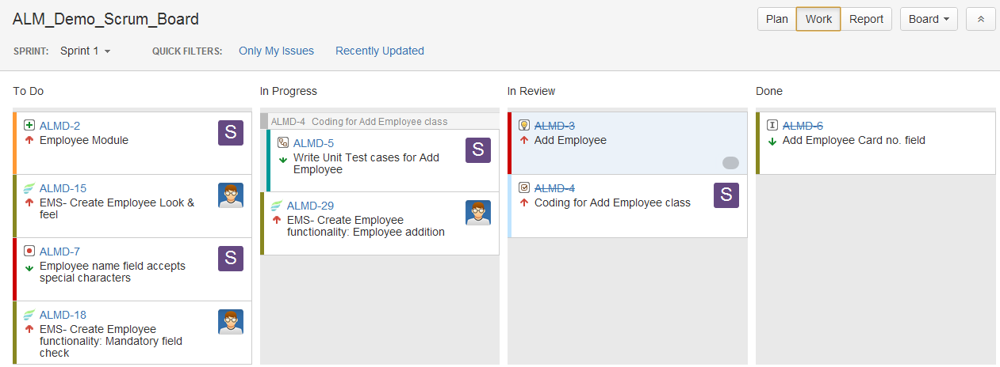 ALM_Demo_Scrum_Board
Plan Work Report Board
SPRINT: Sprint 1 QUICK FILTERS: Only My Issues Recently Updated
To Do
ALMD-2
Employee Module
S
ALMD-15
EMS- Create Employee Look &
feel
ALMD-7
Employee name field accepts
special characters
S
ALMD-18
EMS- Create Employee
functionality: Mandatory field
check
In Progress
ALMD-4 Coding for Add Employee class
ALMD-5
Write Unit Test cases for Add
Employee
S
ALMD-29
EMS- Create Employee
functionality: Employee addition
In Review
ALMD-3
Add Employee
ALMD-4
Coding for Add Employee class
S
Done
ALMD-6
Add Employee Card no. field